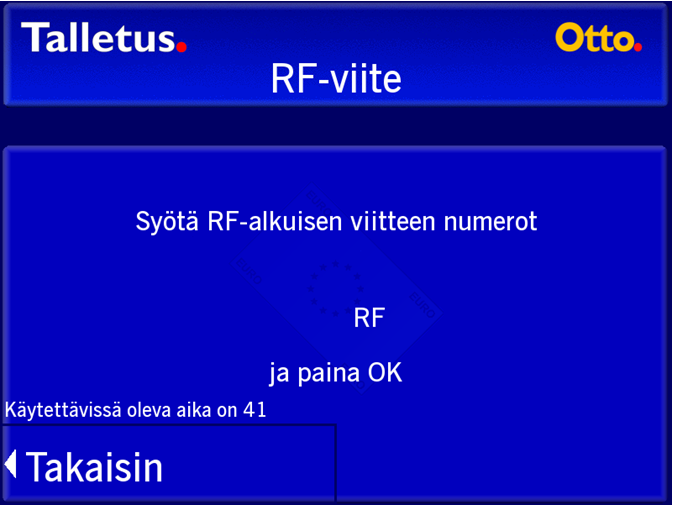 Talletus.
Otto.
RF-viite
Syötä RF-alkuisen viitteen numerot
RF
ja paina OK
Käytettävissä oleva aika on 41
Takaisin